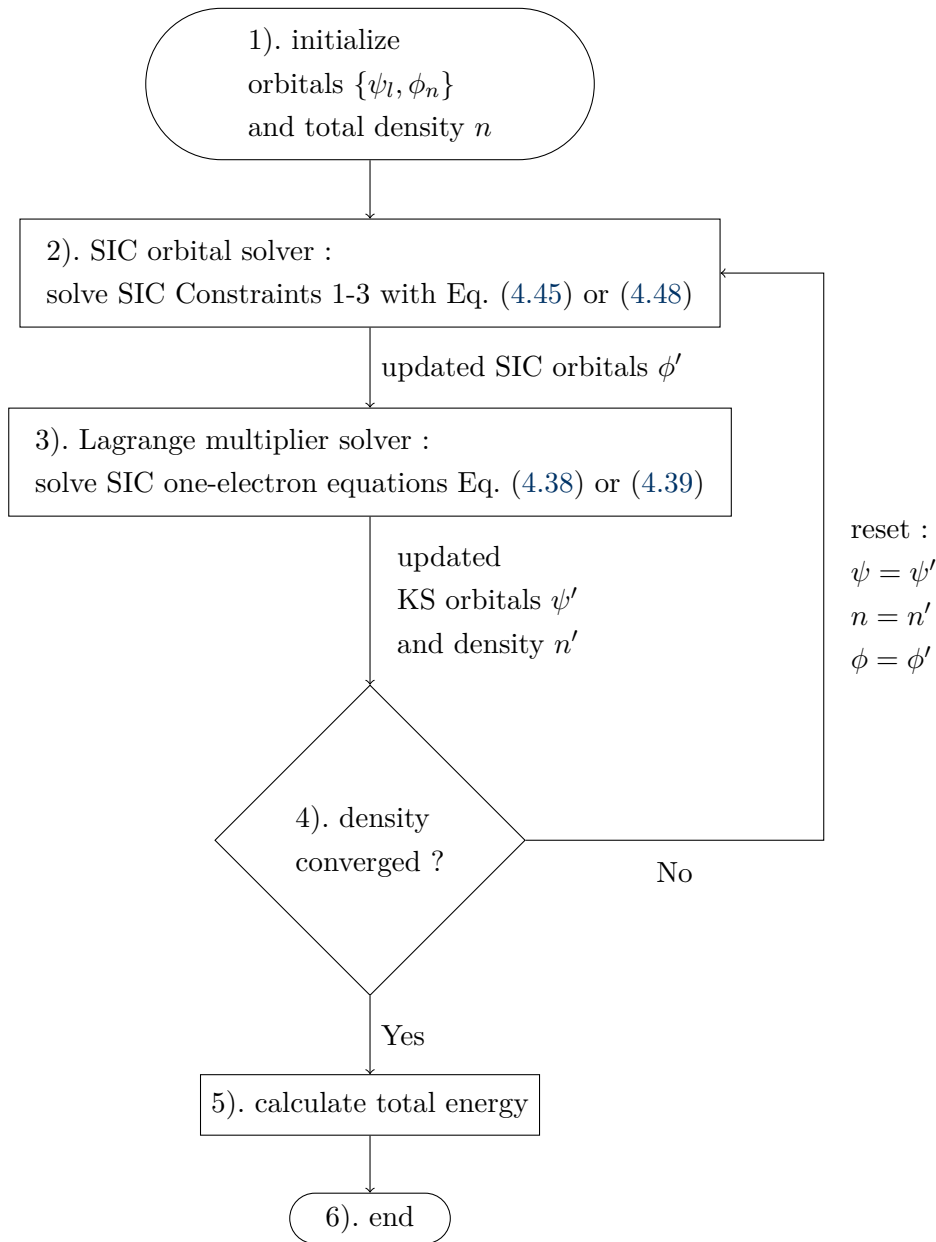 1). initialize
orbitals {ψ_l, ϕ_n}
and total density n
2). SIC orbital solver :
solve SIC Constraints 1-3 with Eq. (4.45) or (4.48)
updated SIC orbitals ϕ′
3). Lagrange multiplier solver :
solve SIC one-electron equations Eq. (4.38) or (4.39)
updated
KS orbitals ψ′
and density n′
reset :
ψ = ψ′
n = n′
ϕ = ϕ′
4). density
converged ?
No
Yes
5). calculate total energy
6). end